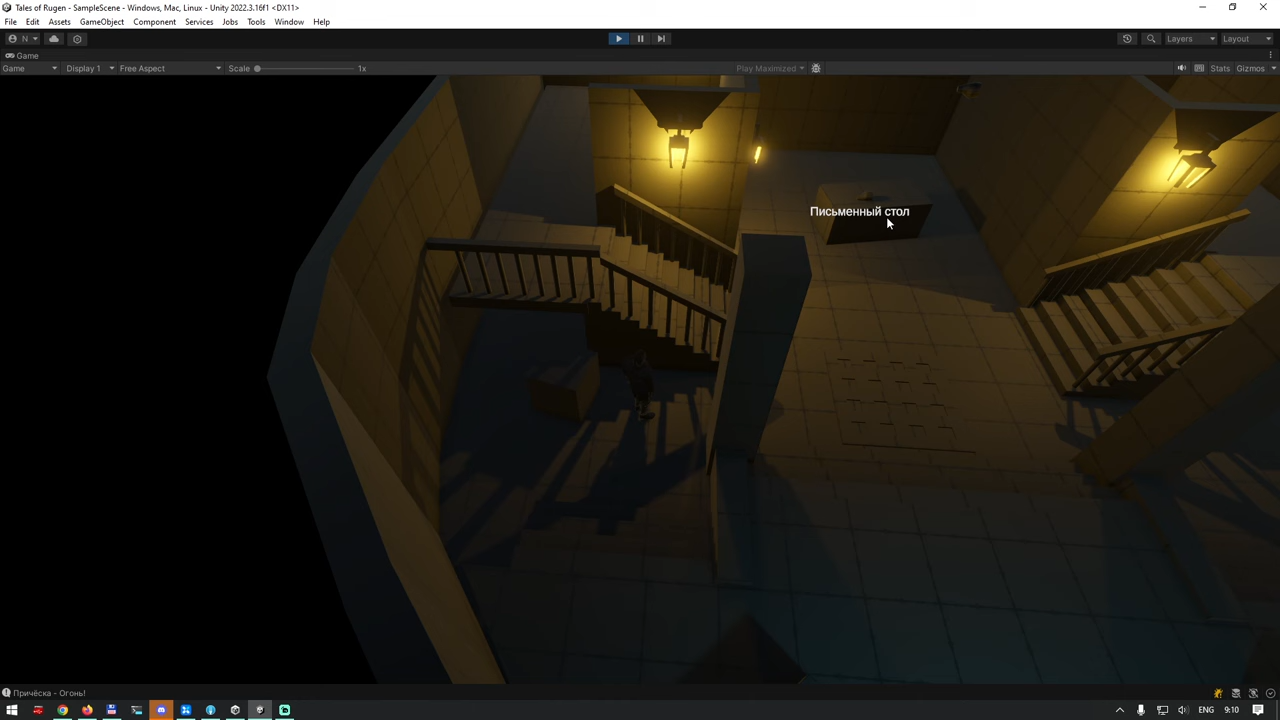 Tales of Rugen - SampleScene - Windows, Mac, Linux - Unity 2022.3.16f1 <DX11>
File Edit Assets GameObject Component Services Jobs Tools Window Help
N Layers Layout
Game
Game Display 1 Free Aspect Scale 1x Play Maximized Stats Gizmos
Письменный стол
Причёска - Огонь!
ENG 9:10